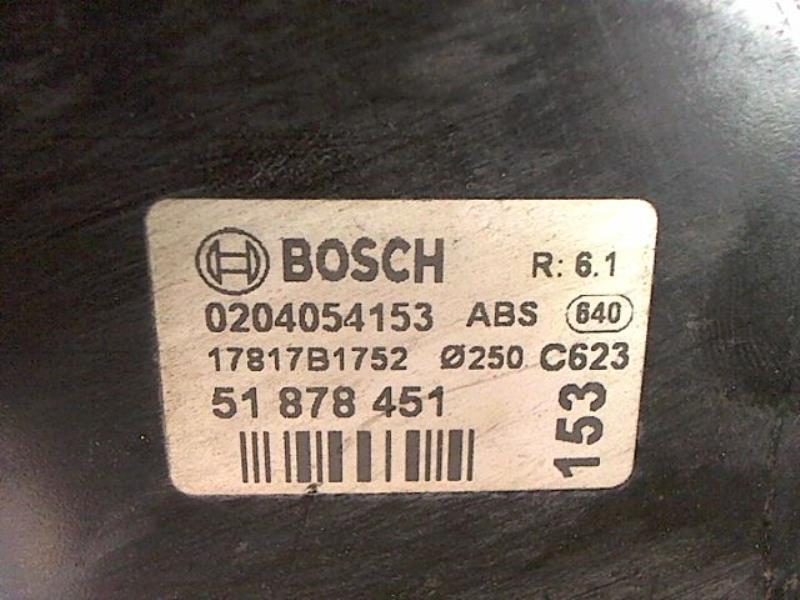 BOSCH R: 6.1
0204054153 ABS 640
17817B1752 Ø250 C623
51 878 451
153